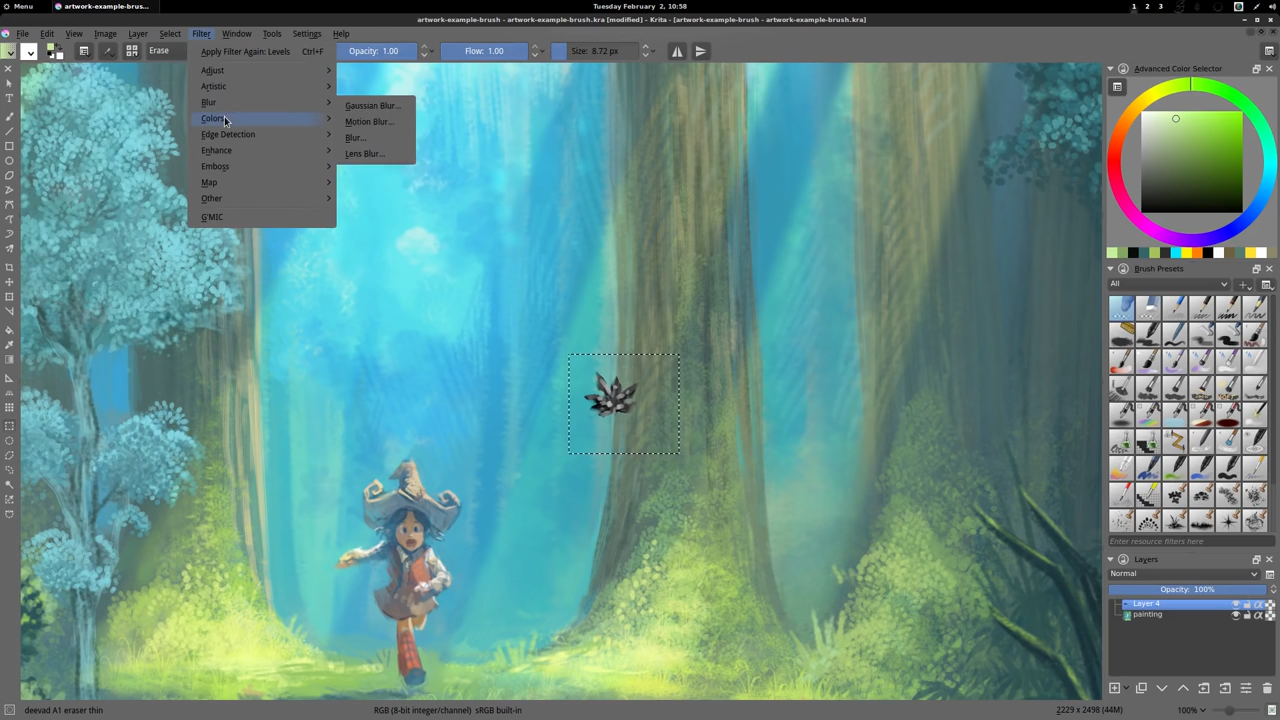 Menu
artwork-example-brus...
Tuesday February 2, 10:58
1 2 3
artwork-example-brush - artwork-example-brush.kra [modified] - Krita - [artwork-example-brush - artwork-example-brush.kra]
File Edit View Image Layer Select Filter Window Tools Settings Help
Erase
Opacity: 1.00
Flow: 1.00
Size: 8.72 px
Apply Filter Again: Levels Ctrl+F
Adjust
Artistic
Blur
Colors
Edge Detection
Enhance
Emboss
Map
Other
G'MIC
Gaussian Blur...
Motion Blur...
Blur...
Lens Blur...
Advanced Color Selector
Brush Presets
All
Enter resource filters here
Layers
Normal
Opacity: 100%
Layer 4
painting
deevad A1 eraser thin
RGB (8-bit integer/channel) sRGB built-in
2229 x 2498 (44M)
100%